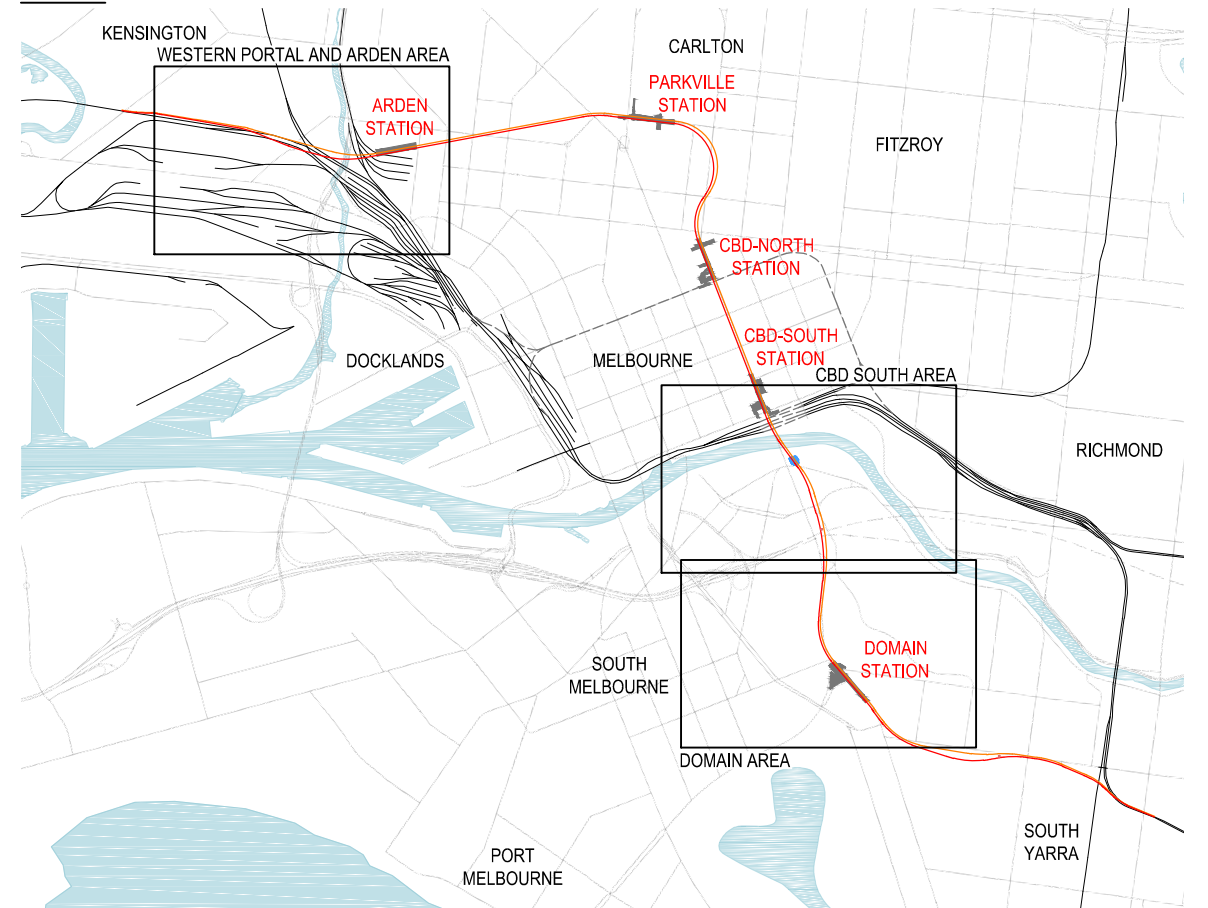 KENSINGTON
WESTERN PORTAL AND ARDEN AREA
CARLTON
PARKVILLE
STATION
ARDEN
STATION
FITZROY
CBD-NORTH
STATION
CBD-SOUTH
STATION
DOCKLANDS
MELBOURNE
CBD SOUTH AREA
RICHMOND
DOMAIN
STATION
SOUTH
MELBOURNE
DOMAIN AREA
SOUTH
YARRA
PORT
MELBOURNE